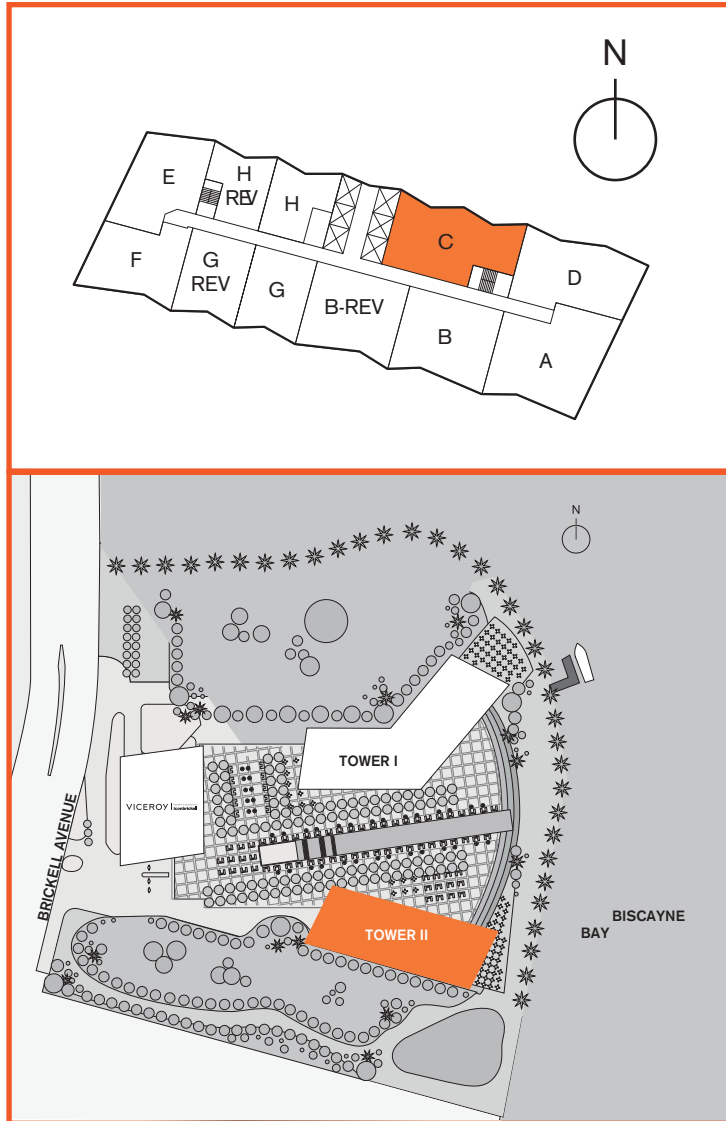 N
E
H
REV
H
C
D
F
G
REV
G
B-REV
B
A
N
TOWER I
VICEROY
BRICKELL AVENUE
TOWER II
BISCAYNE
BAY